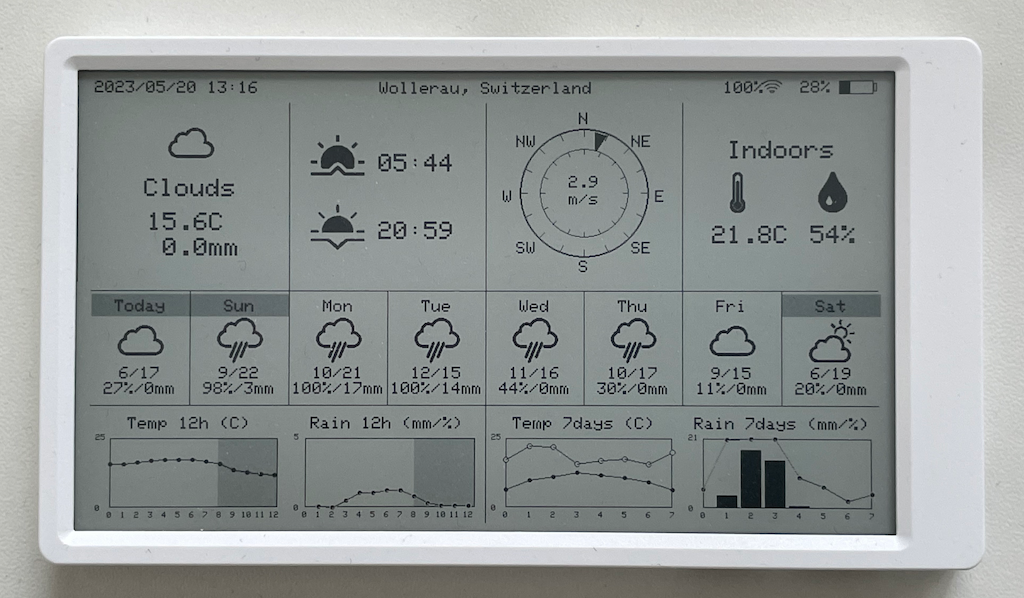 2023/05/20 13:16 Wollerau, Switzerland 100% 28%
Clouds
15.6C
0.0mm
05:44
20:59
N
NW NE
W E
SW SE
S
2.9
m/s
Indoors
21.8C 54%
Today Sun Mon Tue Wed Thu Fri Sat
6/17 9/22 10/21 12/15 11/16 10/17 9/15 6/19
27%/0mm 98%/3mm 100%/17mm 100%/14mm 44%/0mm 30%/0mm 11%/0mm 20%/0mm
Temp 12h (C)
25
0
0 1 2 3 4 5 6 7 8 9 10 11 12
Rain 12h (mm/%)
5
0
0 1 2 3 4 5 6 7 8 9 10 11 12
Temp 7days (C)
25
0
0 1 2 3 4 5 6 7
Rain 7days (mm/%)
21
0
0 1 2 3 4 5 6 7